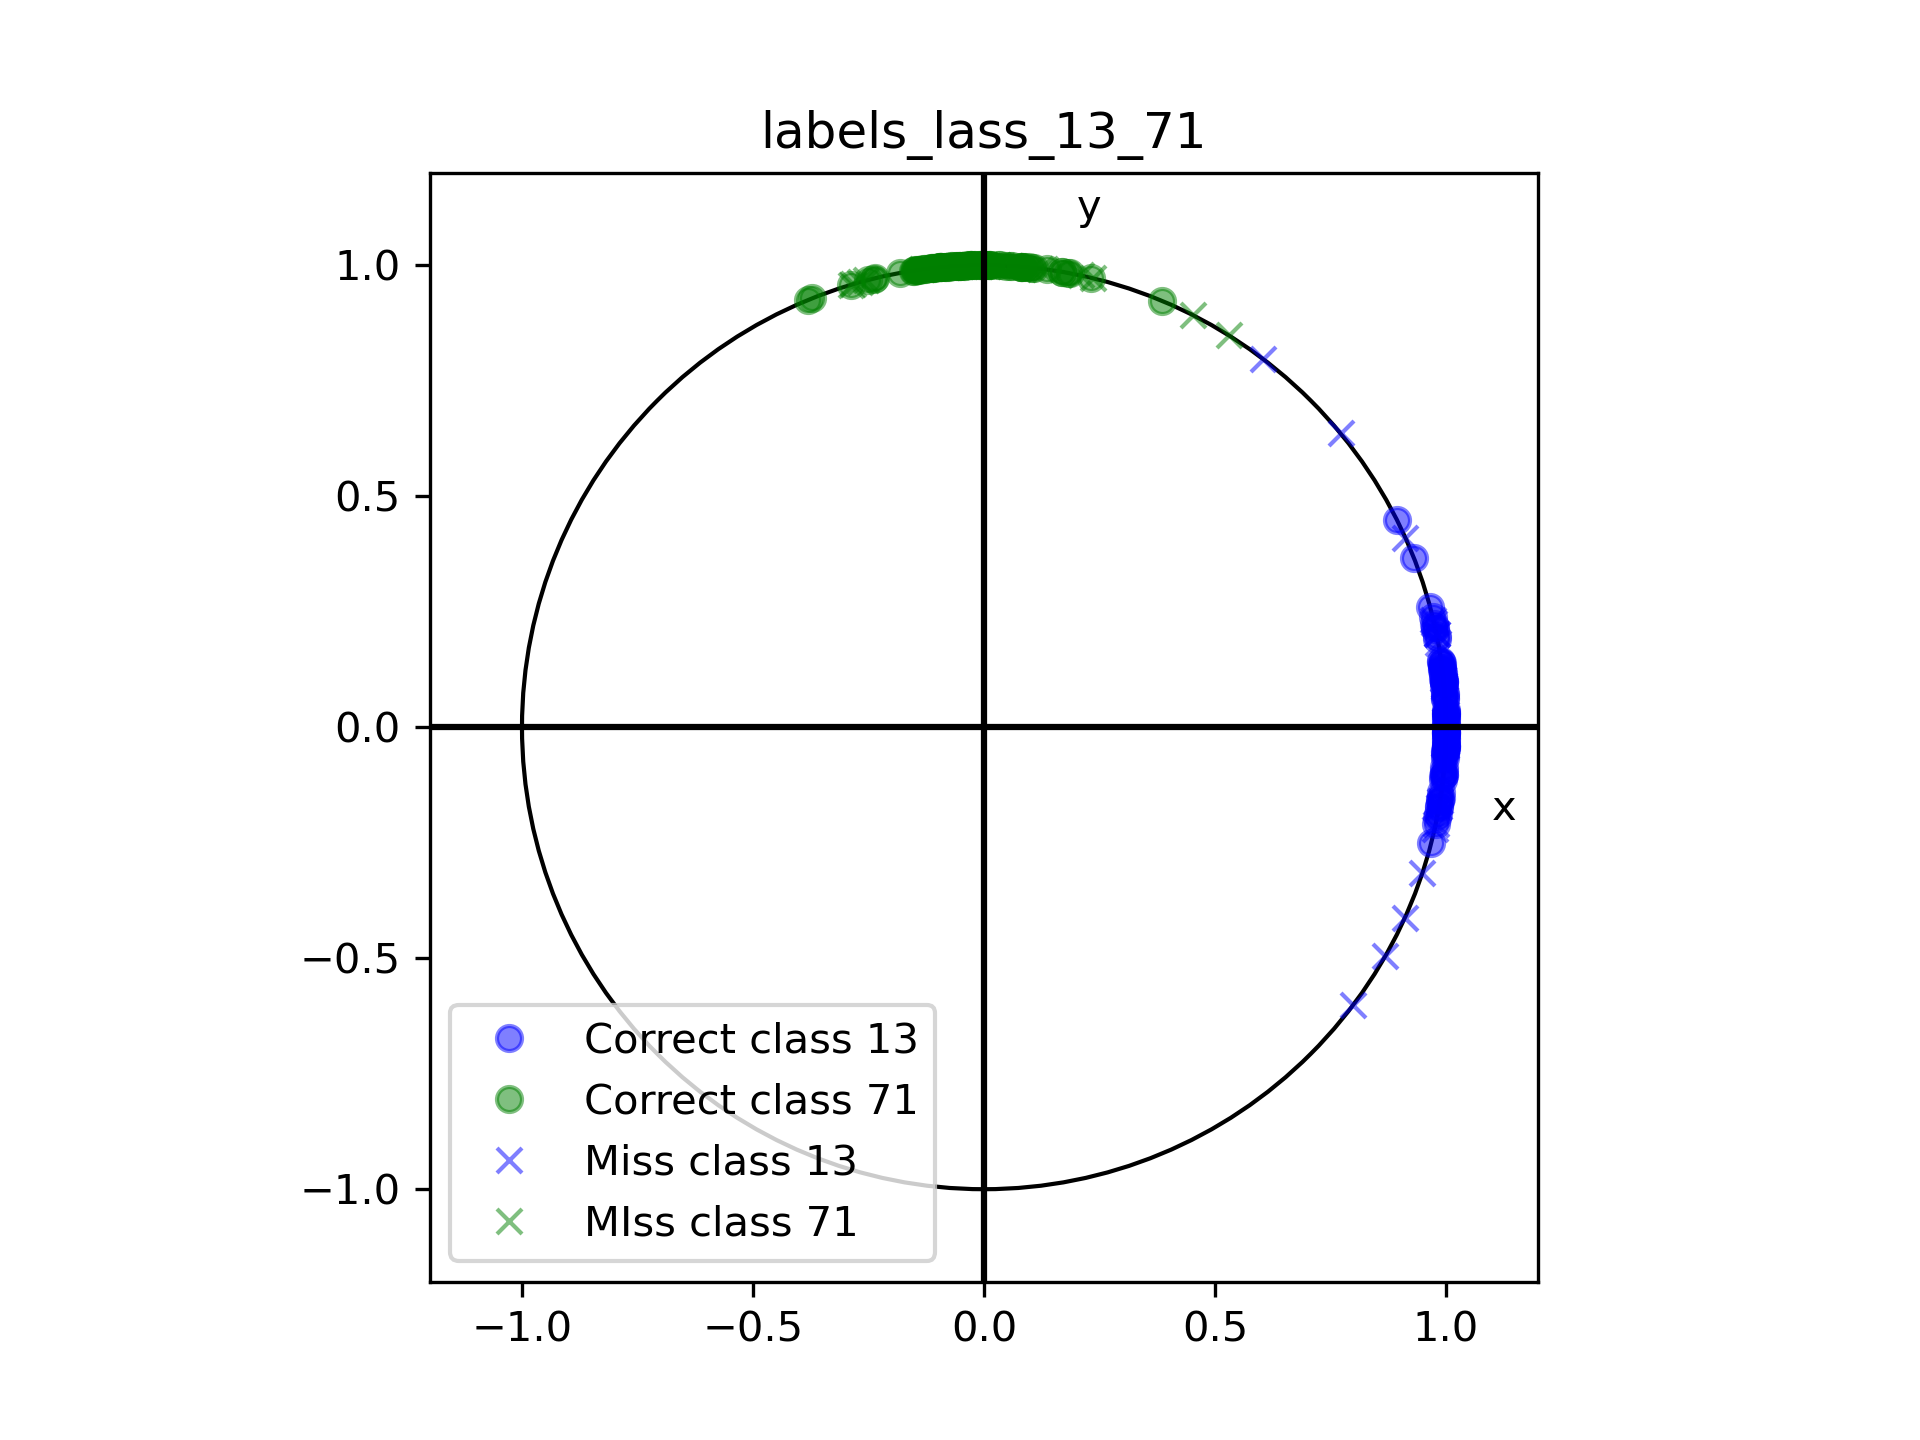 labels_lass_13_71
y
1.0
0.5
0.0
−0.5
−1.0
x
Correct class 13
Correct class 71
Miss class 13
MIss class 71
−1.0 −0.5 0.0 0.5 1.0